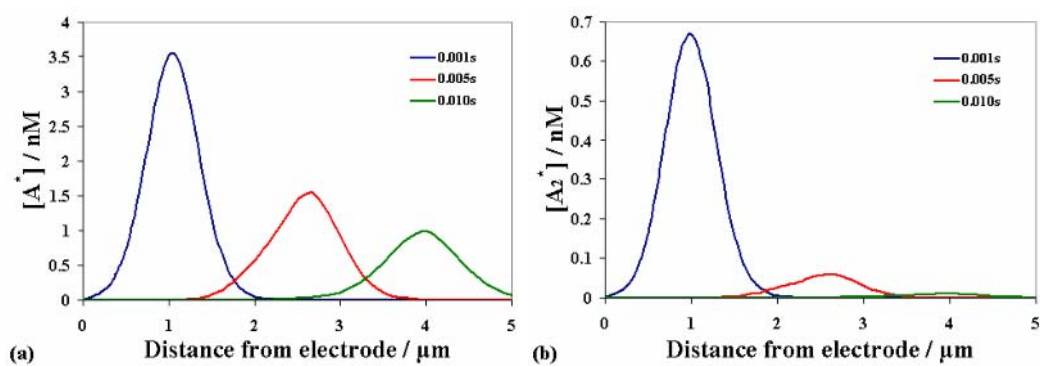 4
3.5
3
2.5
2
1.5
1
0.5
0
[A*] / nM
0.001s
0.005s
0.010s
0 1 2 3 4 5
(a) Distance from electrode / µm
0.7
0.6
0.5
0.4
0.3
0.2
0.1
0
[A₂*] / nM
0.001s
0.005s
0.010s
0 1 2 3 4 5
(b) Distance from electrode / µm